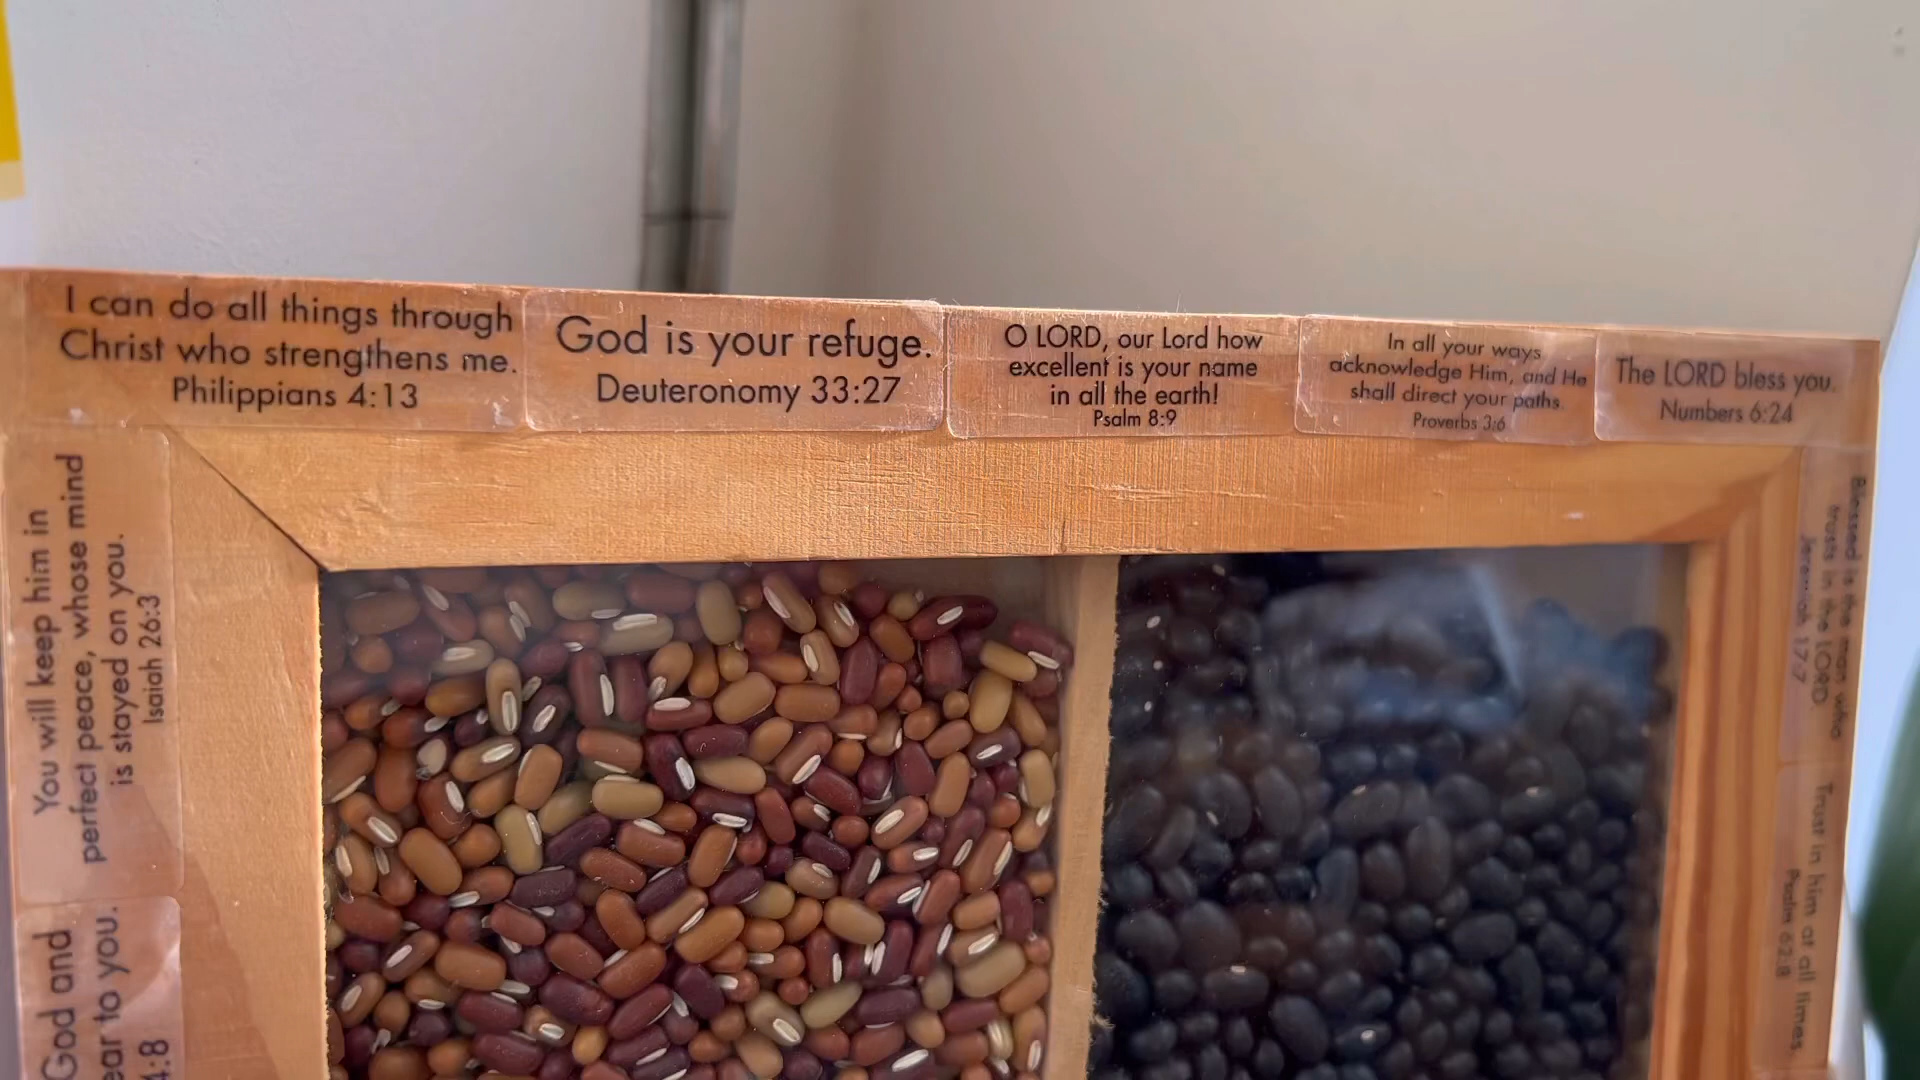 I can do all things through
Christ who strengthens me.
Philippians 4:13
God is your refuge.
Deuteronomy 33:27
O LORD, our Lord how
excellent is your name
in all the earth!
Psalm 8:9
In all your ways
acknowledge Him, and He
shall direct your paths.
Proverbs 3:6
The LORD bless you.
Numbers 6:24
You will keep him in
perfect peace, whose mind
is stayed on you.
Isaiah 26:3
God and
ear to you.
4:8
Blessed is the man who
trusts in the LORD
Jeremiah 17:7
Trust in him at all times.
Psalm 62:8